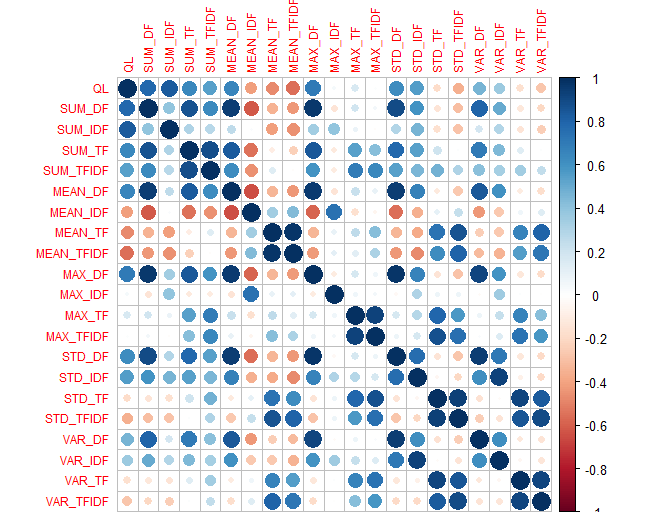 QL SUM_DF SUM_IDF SUM_TF SUM_TFIDF MEAN_DF MEAN_IDF MEAN_TF MEAN_TFIDF MAX_DF MAX_IDF MAX_TF MAX_TFIDF STD_DF STD_IDF STD_TF STD_TFIDF VAR_DF VAR_IDF VAR_TF VAR_TFIDF
QL
SUM_DF
SUM_IDF
SUM_TF
SUM_TFIDF
MEAN_DF
MEAN_IDF
MEAN_TF
MEAN_TFIDF
MAX_DF
MAX_IDF
MAX_TF
MAX_TFIDF
STD_DF
STD_IDF
STD_TF
STD_TFIDF
VAR_DF
VAR_IDF
VAR_TF
VAR_TFIDF
1
0.8
0.6
0.4
0.2
0
-0.2
-0.4
-0.6
-0.8
-1